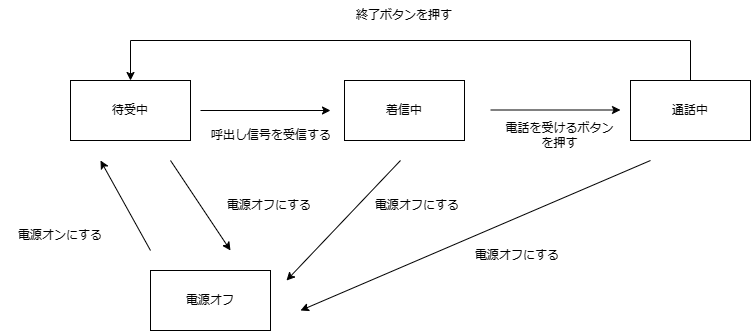 終了ボタンを押す
待受中
着信中
通話中
呼出し信号を受信する
電話を受けるボタン
を押す
電源オフにする
電源オフにする
電源オンにする
電源オフにする
電源オフ